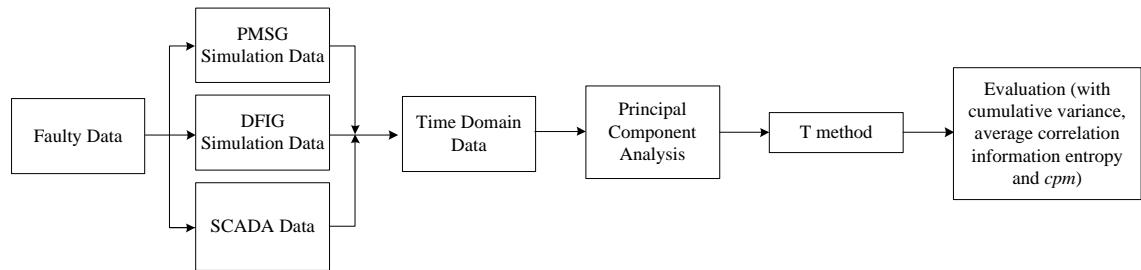 Faulty Data
PMSG
Simulation Data
DFIG
Simulation Data
SCADA Data
Time Domain
Data
Principal
Component
Analysis
T method
Evaluation (with
cumulative variance,
average correlation
information entropy
and cpm)